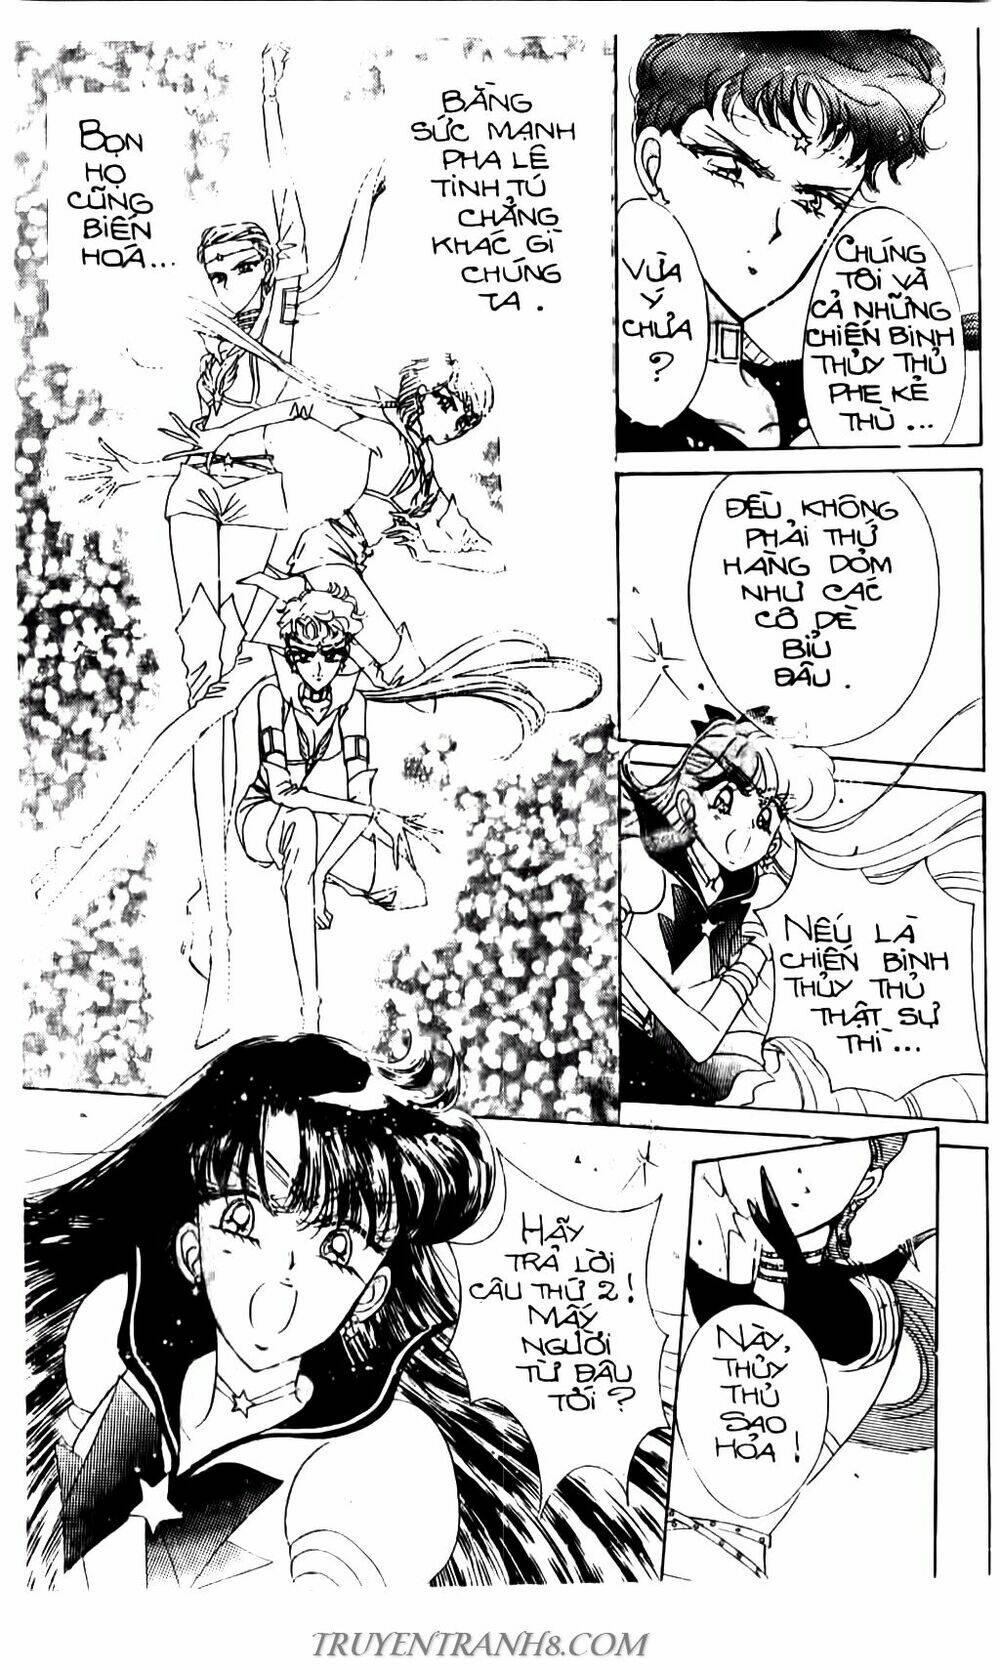 BỌN
HỌ
CŨNG
BIẾN
HOÁ...
BẰNG
SỨC MẠNH
PHA LÊ
TINH TÚ
CHẲNG
KHÁC GÌ
CHÚNG
TA.
CHÚNG
TÔI VÀ
CẢ NHỮNG
CHIẾN BINH
THỦY THỦ
PHE KẺ
THÙ...
VỪA
Ý
CHƯA
?
ĐỀU KHÔNG
PHẢI THỨ
HÀNG DỎM
NHƯ CÁC
CÔ DÈ
BIỂU
ĐÂU.
NẾU LÀ
CHIẾN BINH
THỦY THỦ
THẬT SỰ
THÌ...
HÃY
TRẢ LỜI
CÂU THỨ 2!
MẤY
NGƯỜI
TỪ ĐÂU
TỚI?
NÀY,
THỦY
THỦ
SAO
HỎA!
TRUYENTRANH8.COM